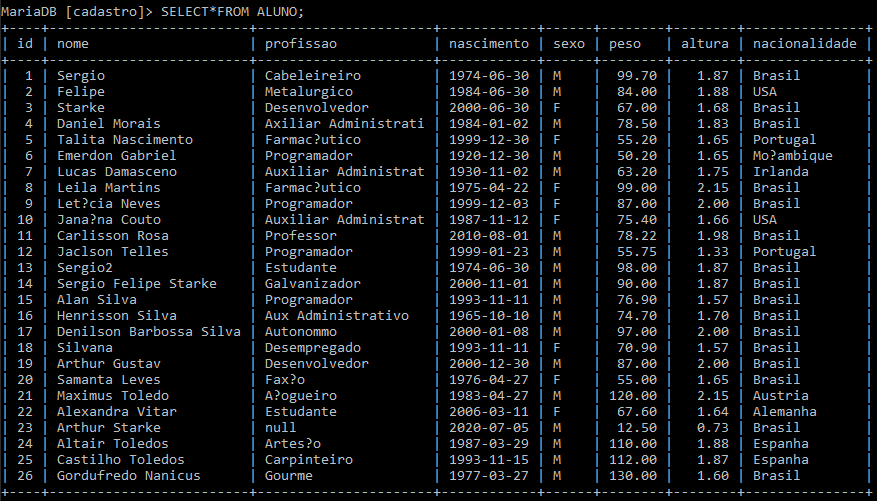 MariaDB [cadastro]> SELECT*FROM ALUNO;
+----+-------------------------+----------------------+------------+------+--------+--------+---------------+
| id | nome                    | profissao            | nascimento | sexo | peso   | altura | nacionalidade |
+----+-------------------------+----------------------+------------+------+--------+--------+---------------+
|  1 | Sergio                  | Cabeleireiro         | 1974-06-30 | M    |  99.70 |   1.87 | Brasil        |
|  2 | Felipe                  | Metalurgico          | 1984-06-30 | M    |  84.00 |   1.88 | USA           |
|  3 | Starke                  | Desenvolvedor        | 2000-06-30 | F    |  67.00 |   1.68 | Brasil        |
|  4 | Daniel Morais           | Axiliar Administrati | 1984-01-02 | M    |  78.50 |   1.83 | Brasil        |
|  5 | Talita Nascimento       | Farmac?utico         | 1999-12-30 | F    |  55.20 |   1.65 | Portugal      |
|  6 | Emerdon Gabriel         | Programador          | 1920-12-30 | M    |  50.20 |   1.65 | Mo?ambique    |
|  7 | Lucas Damasceno         | Auxiliar Administrat | 1930-11-02 | M    |  63.20 |   1.75 | Irlanda       |
|  8 | Leila Martins           | Farmac?utico         | 1975-04-22 | F    |  99.00 |   2.15 | Brasil        |
|  9 | Let?cia Neves           | Programador          | 1999-12-03 | F    |  87.00 |   2.00 | Brasil        |
| 10 | Jana?na Couto           | Auxiliar Administrat | 1987-11-12 | F    |  75.40 |   1.66 | USA           |
| 11 | Carlisson Rosa          | Professor            | 2010-08-01 | M    |  78.22 |   1.98 | Brasil        |
| 12 | Jaclson Telles          | Programador          | 1999-01-23 | M    |  55.75 |   1.33 | Portugal      |
| 13 | Sergio2                 | Estudante            | 1974-06-30 | M    |  98.00 |   1.87 | Brasil        |
| 14 | Sergio Felipe Starke    | Galvanizador         | 2000-11-01 | M    |  90.00 |   1.87 | Brasil        |
| 15 | Alan Silva              | Programador          | 1993-11-11 | M    |  76.90 |   1.57 | Brasil        |
| 16 | Henrisson Silva         | Aux Administrativo   | 1965-10-10 | M    |  74.70 |   1.70 | Brasil        |
| 17 | Denilson Barbossa Silva | Autonommo            | 2000-01-08 | M    |  97.00 |   2.00 | Brasil        |
| 18 | Silvana                 | Desempregado         | 1993-11-11 | F    |  70.90 |   1.57 | Brasil        |
| 19 | Arthur Gustav           | Desenvolvedor        | 2000-12-30 | M    |  87.00 |   2.00 | Brasil        |
| 20 | Samanta Leves           | Fax?o                | 1976-04-27 | F    |  55.00 |   1.65 | Brasil        |
| 21 | Maximus Toledo          | A?ogueiro            | 1983-04-27 | M    | 120.00 |   2.15 | Austria       |
| 22 | Alexandra Vitar         | Estudante            | 2006-03-11 | F    |  67.60 |   1.64 | Alemanha      |
| 23 | Arthur Starke           | null                 | 2020-07-05 | M    |  12.50 |   0.73 | Brasil        |
| 24 | Altair Toledos          | Artes?o              | 1987-03-29 | M    | 110.00 |   1.88 | Espanha       |
| 25 | Castilho Toledos        | Carpinteiro          | 1993-11-15 | M    | 112.00 |   1.87 | Espanha       |
| 26 | Gordufredo Nanicus      | Gourme               | 1977-03-27 | M    | 130.00 |   1.60 | Brasil        |
+----+-------------------------+----------------------+------------+------+--------+--------+---------------+